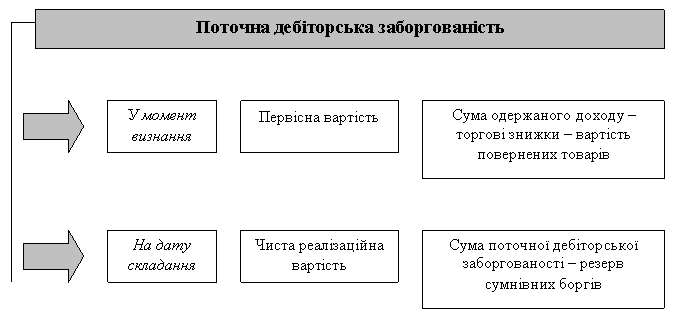 Поточна дебіторська заборгованість
У момент
визнання
Первісна вартість
Сума одержаного доходу –
торгові знижки – вартість
повернених товарів
На дату
складання
Чиста реалізаційна
вартість
Сума поточної дебіторської
заборгованості – резерв
сумнівних боргів